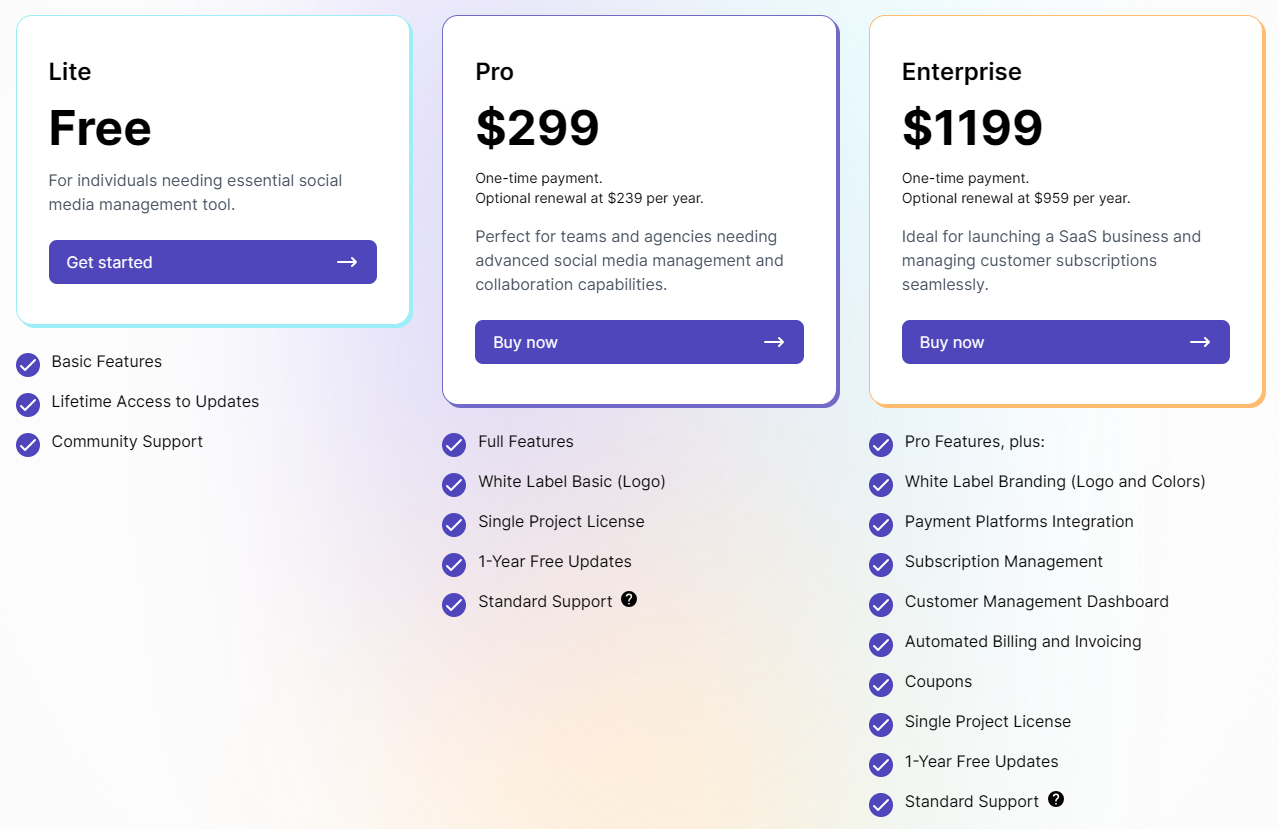 Lite
Free
For individuals needing essential social
media management tool.
Get started
Basic Features
Lifetime Access to Updates
Community Support
Pro
$299
One-time payment.
Optional renewal at $239 per year.
Perfect for teams and agencies needing
advanced social media management and
collaboration capabilities.
Buy now
Full Features
White Label Basic (Logo)
Single Project License
1-Year Free Updates
Standard Support ?
Enterprise
$1199
One-time payment.
Optional renewal at $959 per year.
Ideal for launching a SaaS business and
managing customer subscriptions
seamlessly.
Buy now
Pro Features, plus:
White Label Branding (Logo and Colors)
Payment Platforms Integration
Subscription Management
Customer Management Dashboard
Automated Billing and Invoicing
Coupons
Single Project License
1-Year Free Updates
Standard Support ?